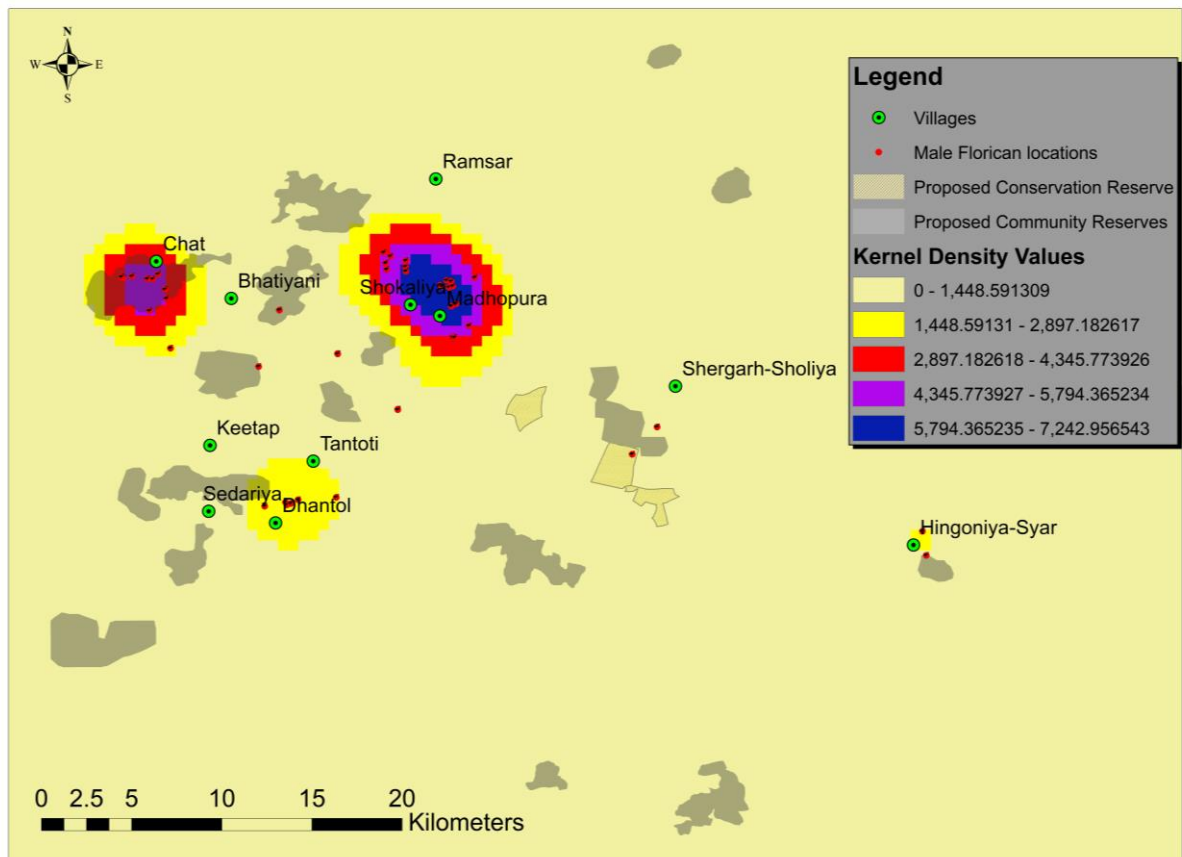 N
W E
S
Ramsar
Chat
Bhatiyani
Shokaliya
Madhopura
Shergarh-Sholiya
Keetap
Tantoti
Sedariya
Dhantol
Hingoniya-Syar
Legend
Villages
Male Florican locations
Proposed Conservation Reserve
Proposed Community Reserves
Kernel Density Values
0 - 1,448.591309
1,448.59131 - 2,897.182617
2,897.182618 - 4,345.773926
4,345.773927 - 5,794.365234
5,794.365235 - 7,242.956543
0 2.5 5 10 15 20
Kilometers